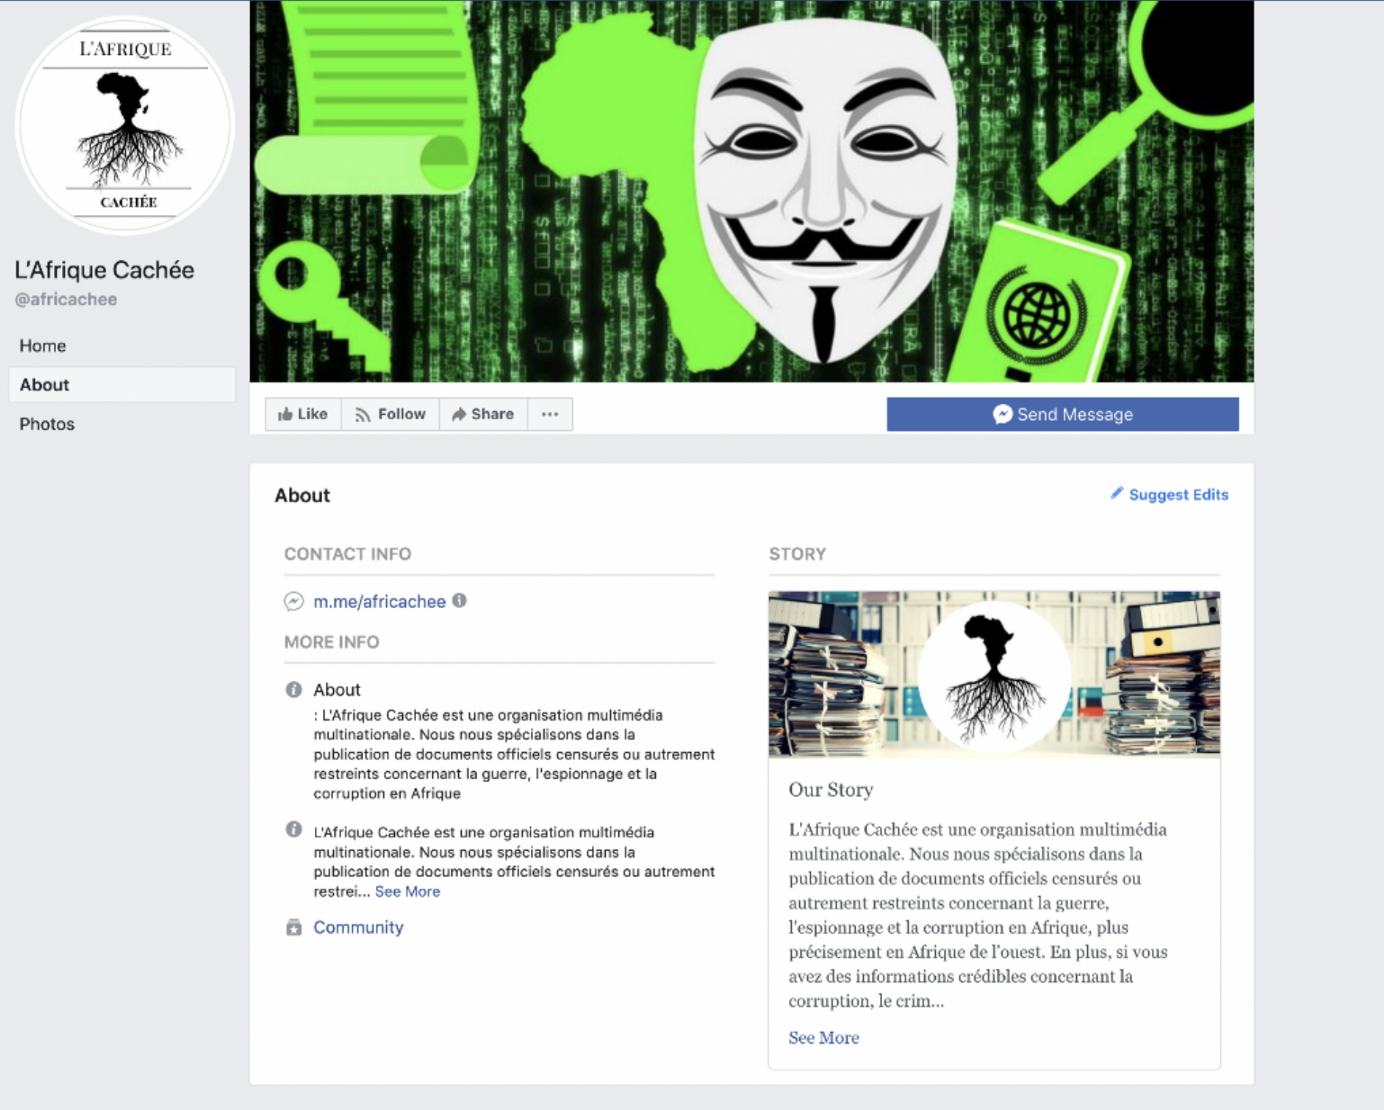 L'AFRIQUE
CACHÉE
L'Afrique Cachée
@africachee
Home
About
Photos
Like
Follow
Share
...
Send Message
About
Suggest Edits
CONTACT INFO
m.me/africachee
MORE INFO
About
: L'Afrique Cachée est une organisation multimédia
multinationale. Nous nous spécialisons dans la
publication de documents officiels censurés ou autrement
restreints concernant la guerre, l'espionnage et la
corruption en Afrique
L'Afrique Cachée est une organisation multimédia
multinationale. Nous nous spécialisons dans la
publication de documents officiels censurés ou autrement
restrei... See More
Community
STORY
Our Story
L'Afrique Cachée est une organisation multimédia
multinationale. Nous nous spécialisons dans la
publication de documents officiels censurés ou
autrement restreints concernant la guerre,
l'espionnage et la corruption en Afrique, plus
précisement en Afrique de l'ouest. En plus, si vous
avez des informations crédibles concernant la
corruption, le crim...
See More